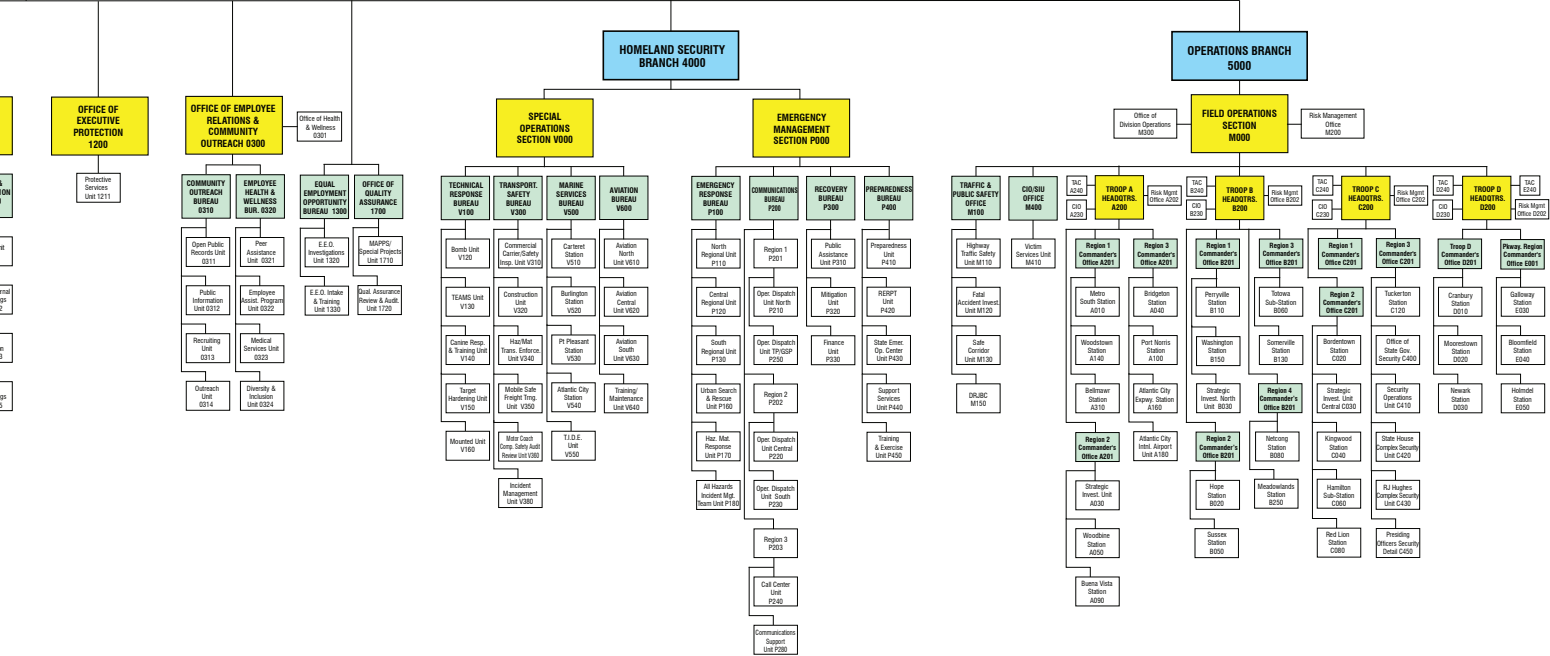 HOMELAND SECURITY
BRANCH 4000
OPERATIONS BRANCH
5000
OFFICE OF
EXECUTIVE
PROTECTION
1200
Protective
Services
Unit 1211
OFFICE OF EMPLOYEE
RELATIONS &
COMMUNITY
OUTREACH 0300
Office of Health
& Wellness
0301
COMMUNITY
OUTREACH
BUREAU
0310
Open Public
Records Unit
0311
Public
Information
Unit 0312
Recruiting
Unit
0313
Outreach
Unit
0314
EMPLOYEE
HEALTH &
WELLNESS
BUR. 0320
Peer
Assistance
Unit 0321
Employee
Assist. Program
Unit 0322
Medical
Services Unit
0323
Diversity &
Inclusion
Unit 0324
EQUAL
EMPLOYMENT
OPPORTUNITY
BUREAU 1300
E.E.O.
Investigations
Unit 1320
E.E.O. Intake
& Training
Unit 1330
OFFICE OF
QUALITY
ASSURANCE
1700
MAPPS/
Special Projects
Unit 1710
Qual. Assurance
Review & Audit.
Unit 1720
SPECIAL
OPERATIONS
SECTION V000
TECHNICAL
RESPONSE
BUREAU
V100
Bomb Unit
V120
TEAMS Unit
V130
Canine Resp.
& Training Unit
V140
Target
Hardening Unit
V150
Mounted Unit
V160
TRANSPORT.
SAFETY
BUREAU
V300
Commercial
Carrier/Safety
Insp. Unit V310
Construction
Unit
V320
Haz/Mat
Trans. Enforce.
Unit V340
Mobile Safe
Freight Trng.
Unit V350
Motor Coach
Comp. Safety Audit
Review Unit V360
Incident
Management
Unit V380
MARINE
SERVICES
BUREAU
V500
Carteret
Station
V510
Burlington
Station
V520
Pt Pleasant
Station
V530
Atlantic City
Station
V540
T.I.D.E.
Unit
V550
AVIATION
BUREAU
V600
Aviation
North
Unit V610
Aviation
Central
Unit V620
Aviation
South
Unit V630
Training/
Maintenance
Unit V640
EMERGENCY
MANAGEMENT
SECTION P000
EMERGENCY
RESPONSE
BUREAU
P100
North
Regional Unit
P110
Central
Regional Unit
P120
South
Regional Unit
P130
Urban Search
& Rescue
Unit P160
Haz. Mat.
Response
Unit P170
All Hazards
Incident Mgt.
Team Unit P180
COMMUNICATIONS
BUREAU
P200
Region 1
P201
Oper. Dispatch
Unit North
P210
Oper. Dispatch
Unit TP/GSP
P250
Region 2
P202
Oper. Dispatch
Unit Central
P220
Oper. Dispatch
Unit South
P230
Region 3
P203
Call Center
Unit
P240
Communications
Support
Unit P280
RECOVERY
BUREAU
P300
Public
Assistance
Unit P310
Mitigation
Unit
P320
Finance
Unit
P330
PREPAREDNESS
BUREAU
P400
Preparedness
Unit
P410
RERPT
Unit
P420
State Emer.
Op. Center
Unit P430
Support
Services
Unit P440
Training
& Exercise
Unit P450
FIELD OPERATIONS
SECTION
M000
Office of
Division Operations
M300
Risk Management
Office
M200
TRAFFIC &
PUBLIC SAFETY
OFFICE
M100
Highway
Traffic Safety
Unit M110
Fatal
Accident Invest.
Unit M120
Safe
Corridor
Unit M130
DRJBC
M150
CIO/SIU
OFFICE
M400
Victim
Services Unit
M410
TAC
A240
CIO
A230
TROOP A
HEADQTRS.
A200
Risk Mgmt
Office A202
Region 1
Commander's
Office A201
Metro
South Station
A010
Woodstown
Station
A140
Bellmawr
Station
A310
Region 2
Commander's
Office A201
Strategic
Invest. Unit
A030
Woodbine
Station
A050
Buena Vista
Station
A090
Region 3
Commander's
Office A201
Bridgeton
Station
A040
Port Norris
Station
A100
Atlantic City
Expwy. Station
A160
Atlantic City
Intnl. Airport
Unit A180
TAC
B240
CIO
B230
TROOP B
HEADQTRS.
B200
Risk Mgmt
Office B202
Region 1
Commander's
Office B201
Perryville
Station
B110
Washington
Station
B150
Strategic
Invest. North
Unit B030
Region 2
Commander's
Office B201
Hope
Station
B020
Sussex
Station
B050
Region 3
Commander's
Office B201
Totowa
Sub-Station
B060
Somerville
Station
B130
Region 4
Commander's
Office B201
Netcong
Station
B080
Meadowlands
Station
B250
TAC
C240
CIO
C230
TROOP C
HEADQTRS.
C200
Risk Mgmt
Office C202
Region 1
Commander's
Office C201
Region 2
Commander's
Office C201
Bordentown
Station
C020
Strategic
Invest. Unit
Central C030
Kingwood
Station
C040
Hamilton
Sub-Station
C060
Red Lion
Station
C080
Region 3
Commander's
Office C201
Tuckerton
Station
C120
Office of
State Gov.
Security C400
Security
Operations
Unit C410
State House
Complex Security
Unit C420
RJ Hughes
Complex Security
Unit C430
Presiding
Officers Security
Detail C450
TAC
D240
CIO
D230
TROOP D
HEADQTRS.
D200
TAC
E240
Risk Mgmt
Office D202
Troop D
Commander's
Office D201
Cranbury
Station
D010
Moorestown
Station
D020
Newark
Station
D030
Pkway. Region
Commander's
Office E001
Galloway
Station
E030
Bloomfield
Station
E040
Holmdel
Station
E050